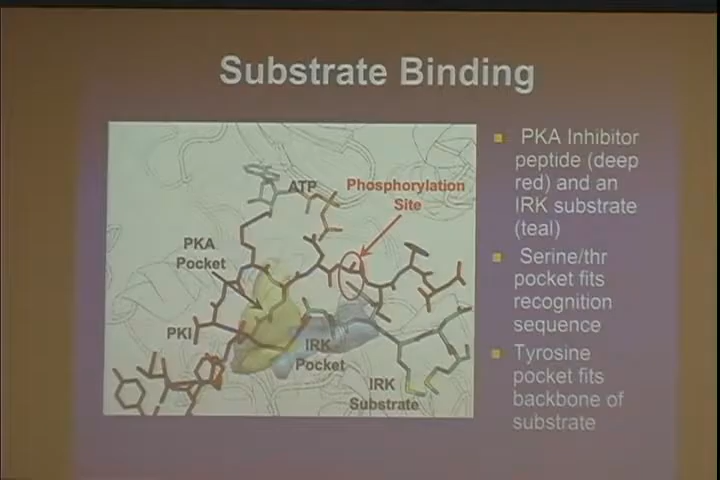 Substrate Binding
ATP
Phosphorylation
Site
PKA
Pocket
PKI
IRK
Pocket
IRK
Substrate
PKA Inhibitor
peptide (deep
red) and an
IRK substrate
(teal)
Serine/thr
pocket fits
recognition
sequence
Tyrosine
pocket fits
backbone of
substrate